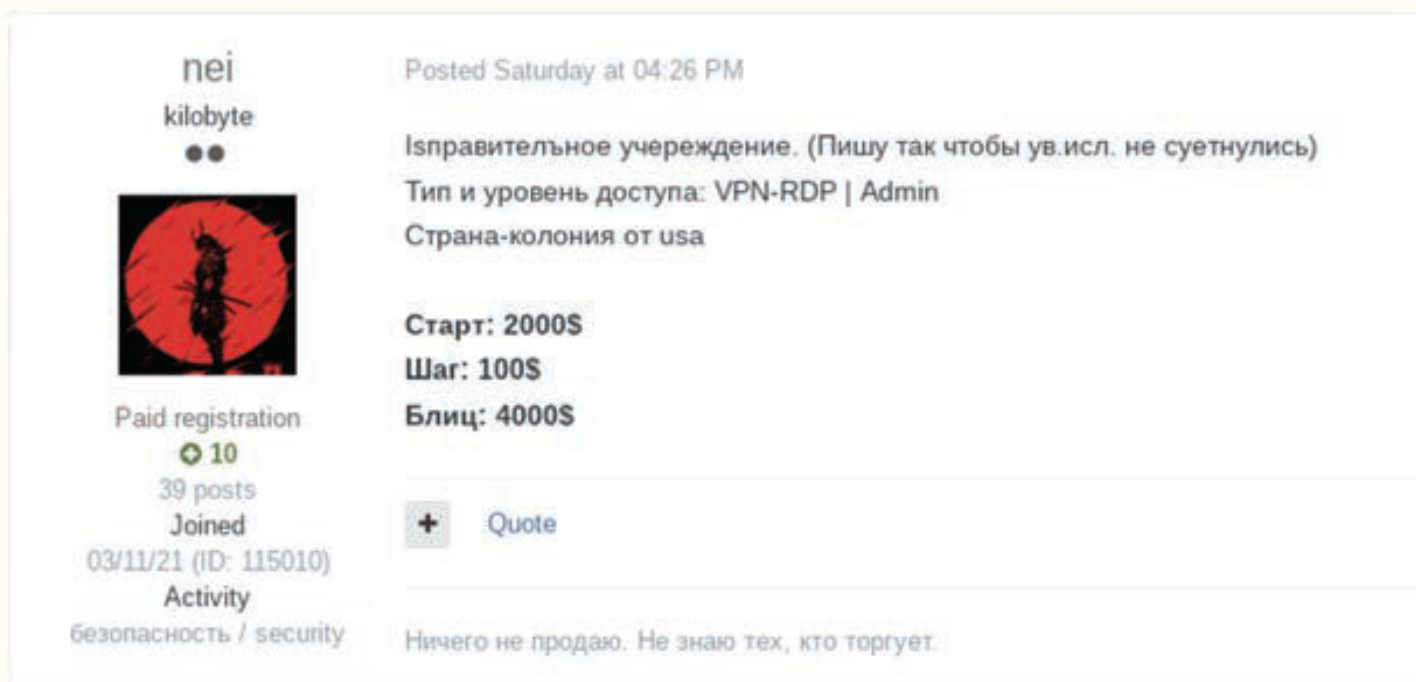 nei
kilobyte
Paid registration
10
39 posts
Joined
03/11/21 (ID: 115010)
Activity
безопасность / security
Posted Saturday at 04:26 PM
Isправителъное учереждение. (Пишу так чтобы ув.исл. не суетнулись)
Тип и уровень доступа: VPN-RDP | Admin
Страна-колония от usa
Старт: 2000$
Шаг: 100$
Блиц: 4000$
+ Quote
Ничего не продаю. Не знаю тех, кто торгует.